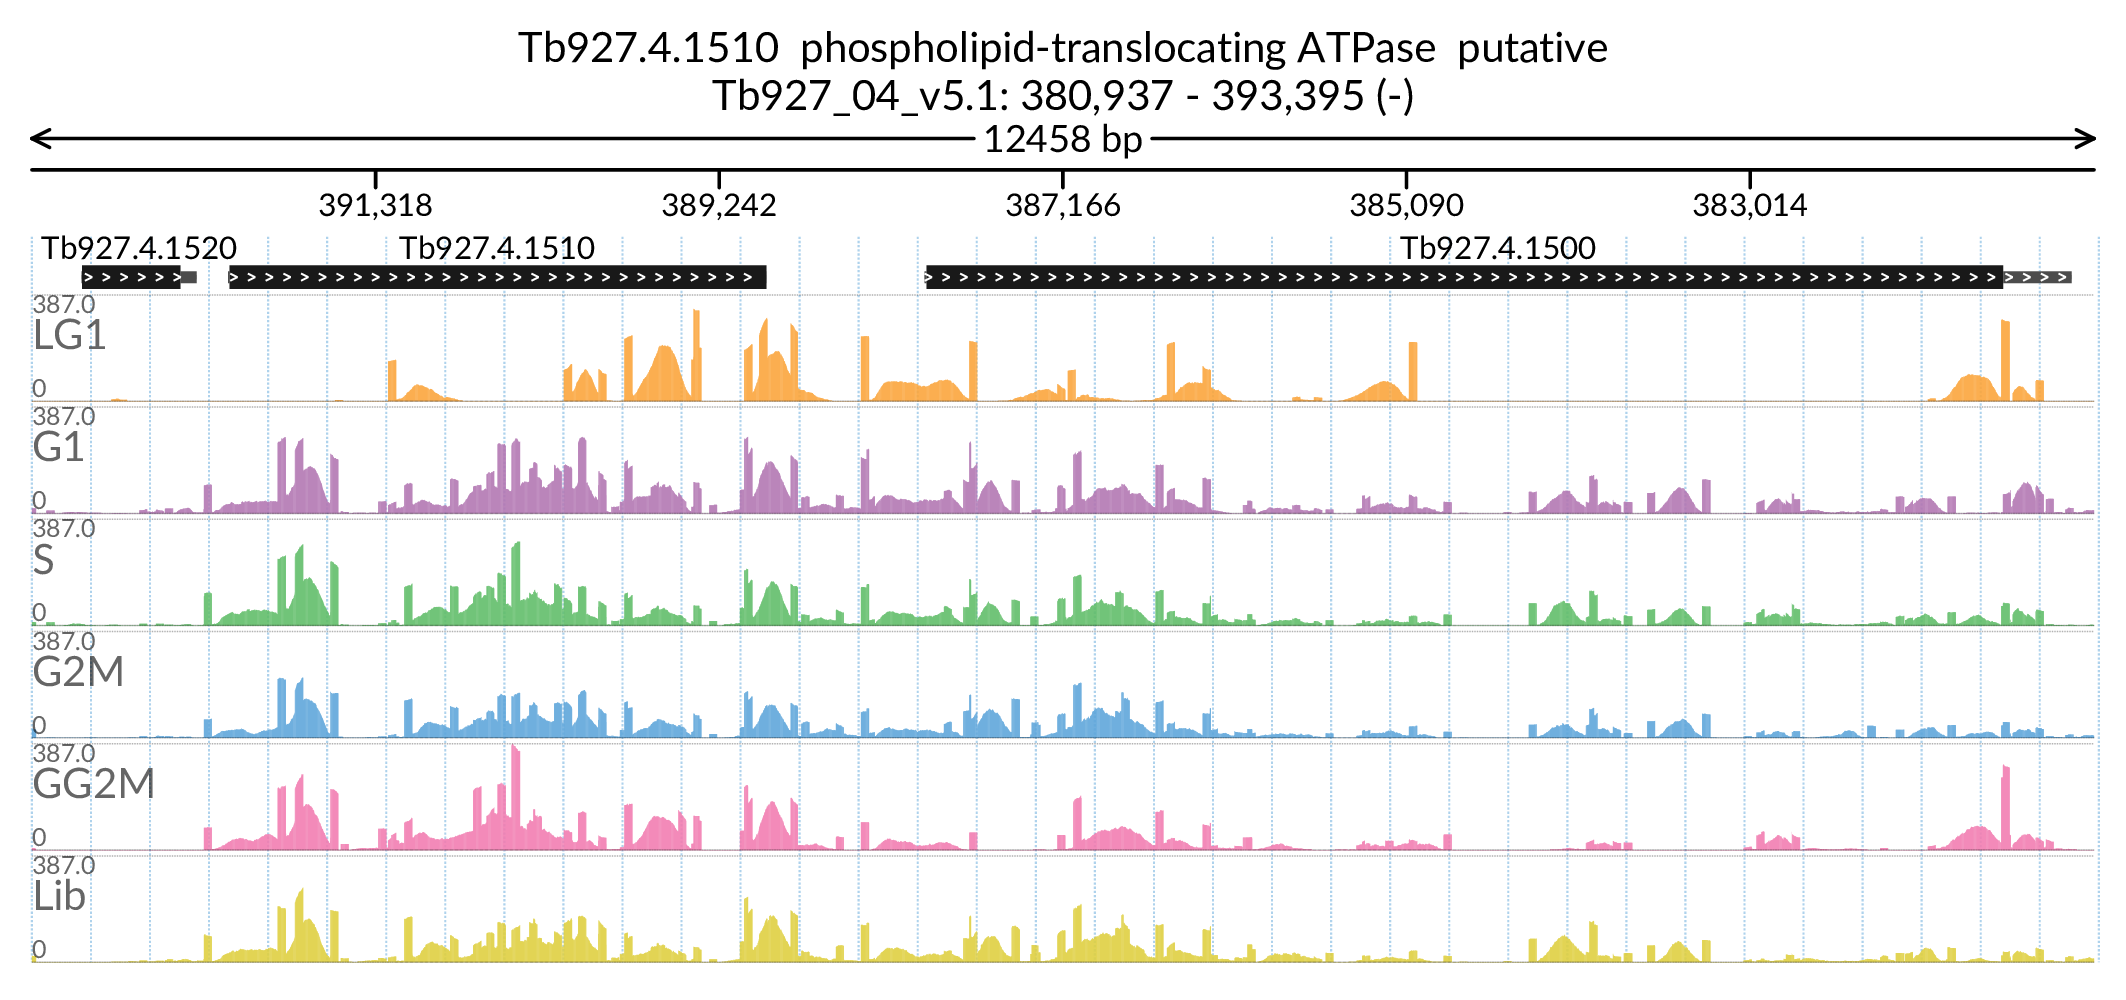 Tb927.4.1510 phospholipid-translocating ATPase putative
Tb927_04_v5.1: 380,937 - 393,395 (-)
12458 bp
391,318 389,242 387,166 385,090 383,014
Tb927.4.1520 Tb927.4.1510 Tb927.4.1500
387.0
LG1
0
387.0
G1
0
387.0
S
0
387.0
G2M
0
387.0
GG2M
0
387.0
Lib
0